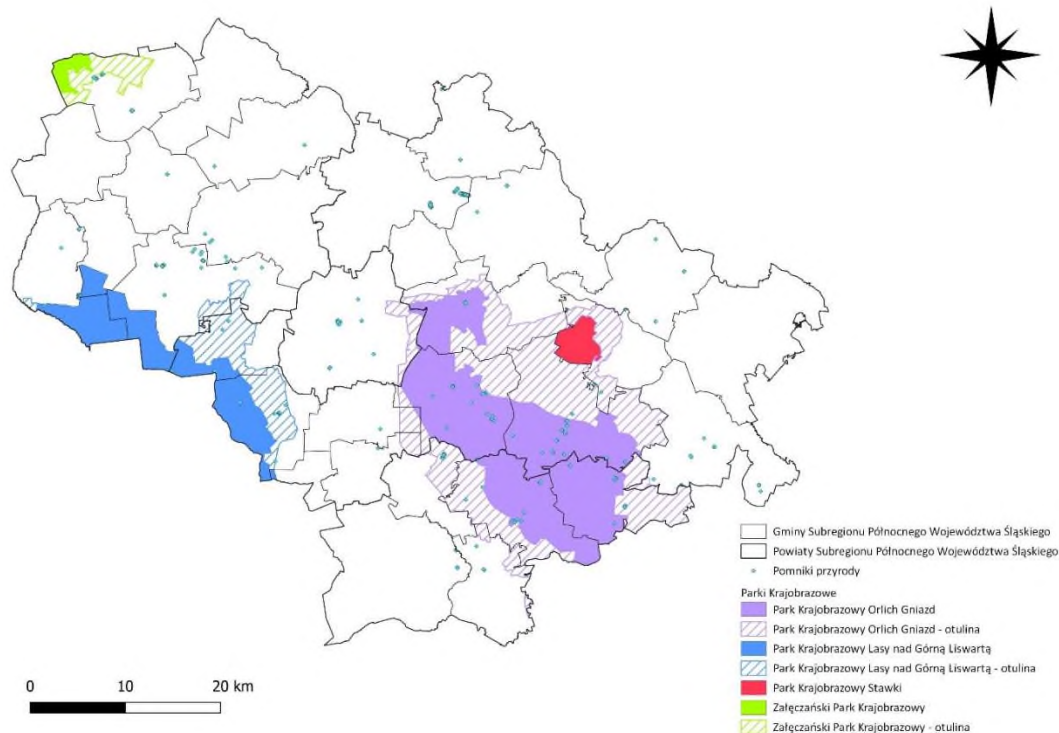 Gminy Subregionu Północnego Województwa Śląskiego
Powiaty Subregionu Północnego Województwa Śląskiego
Pomniki przyrody
Parki Krajobrazowe
Park Krajobrazowy Orlich Gniazd
Park Krajobrazowy Orlich Gniazd - otulina
Park Krajobrazowy Lasy nad Górną Liswartą
Park Krajobrazowy Lasy nad Górną Liswartą - otulina
Park Krajobrazowy Stawki
Załęczański Park Krajobrazowy
Załęczański Park Krajobrazowy - otulina
0 10 20 km